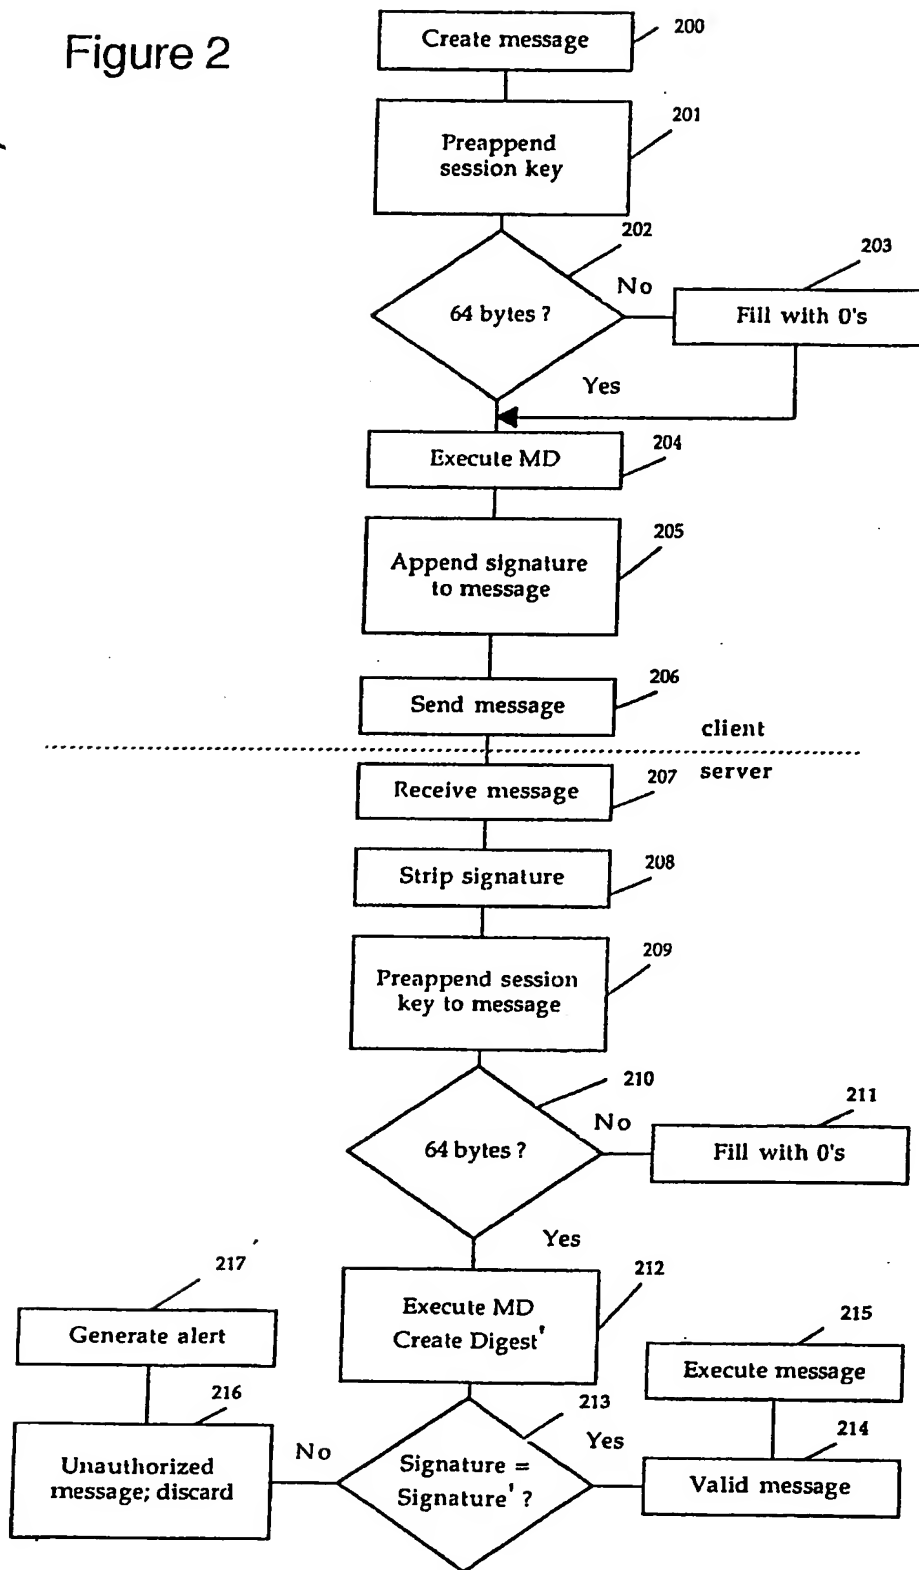 Figure 2
Create message
200
Preappend
session key
201
202
64 bytes ?
No
203
Fill with 0's
Yes
Execute MD
204
Append signature
to message
205
Send message
206
client
server
Receive message
207
Strip signature
208
Preappend session
key to message
209
210
64 bytes ?
No
211
Fill with 0's
Yes
Execute MD
Create Digest'
212
217
Generate alert
216
Unauthorized
message; discard
No
213
Signature =
Signature' ?
Yes
215
Execute message
214
Valid message